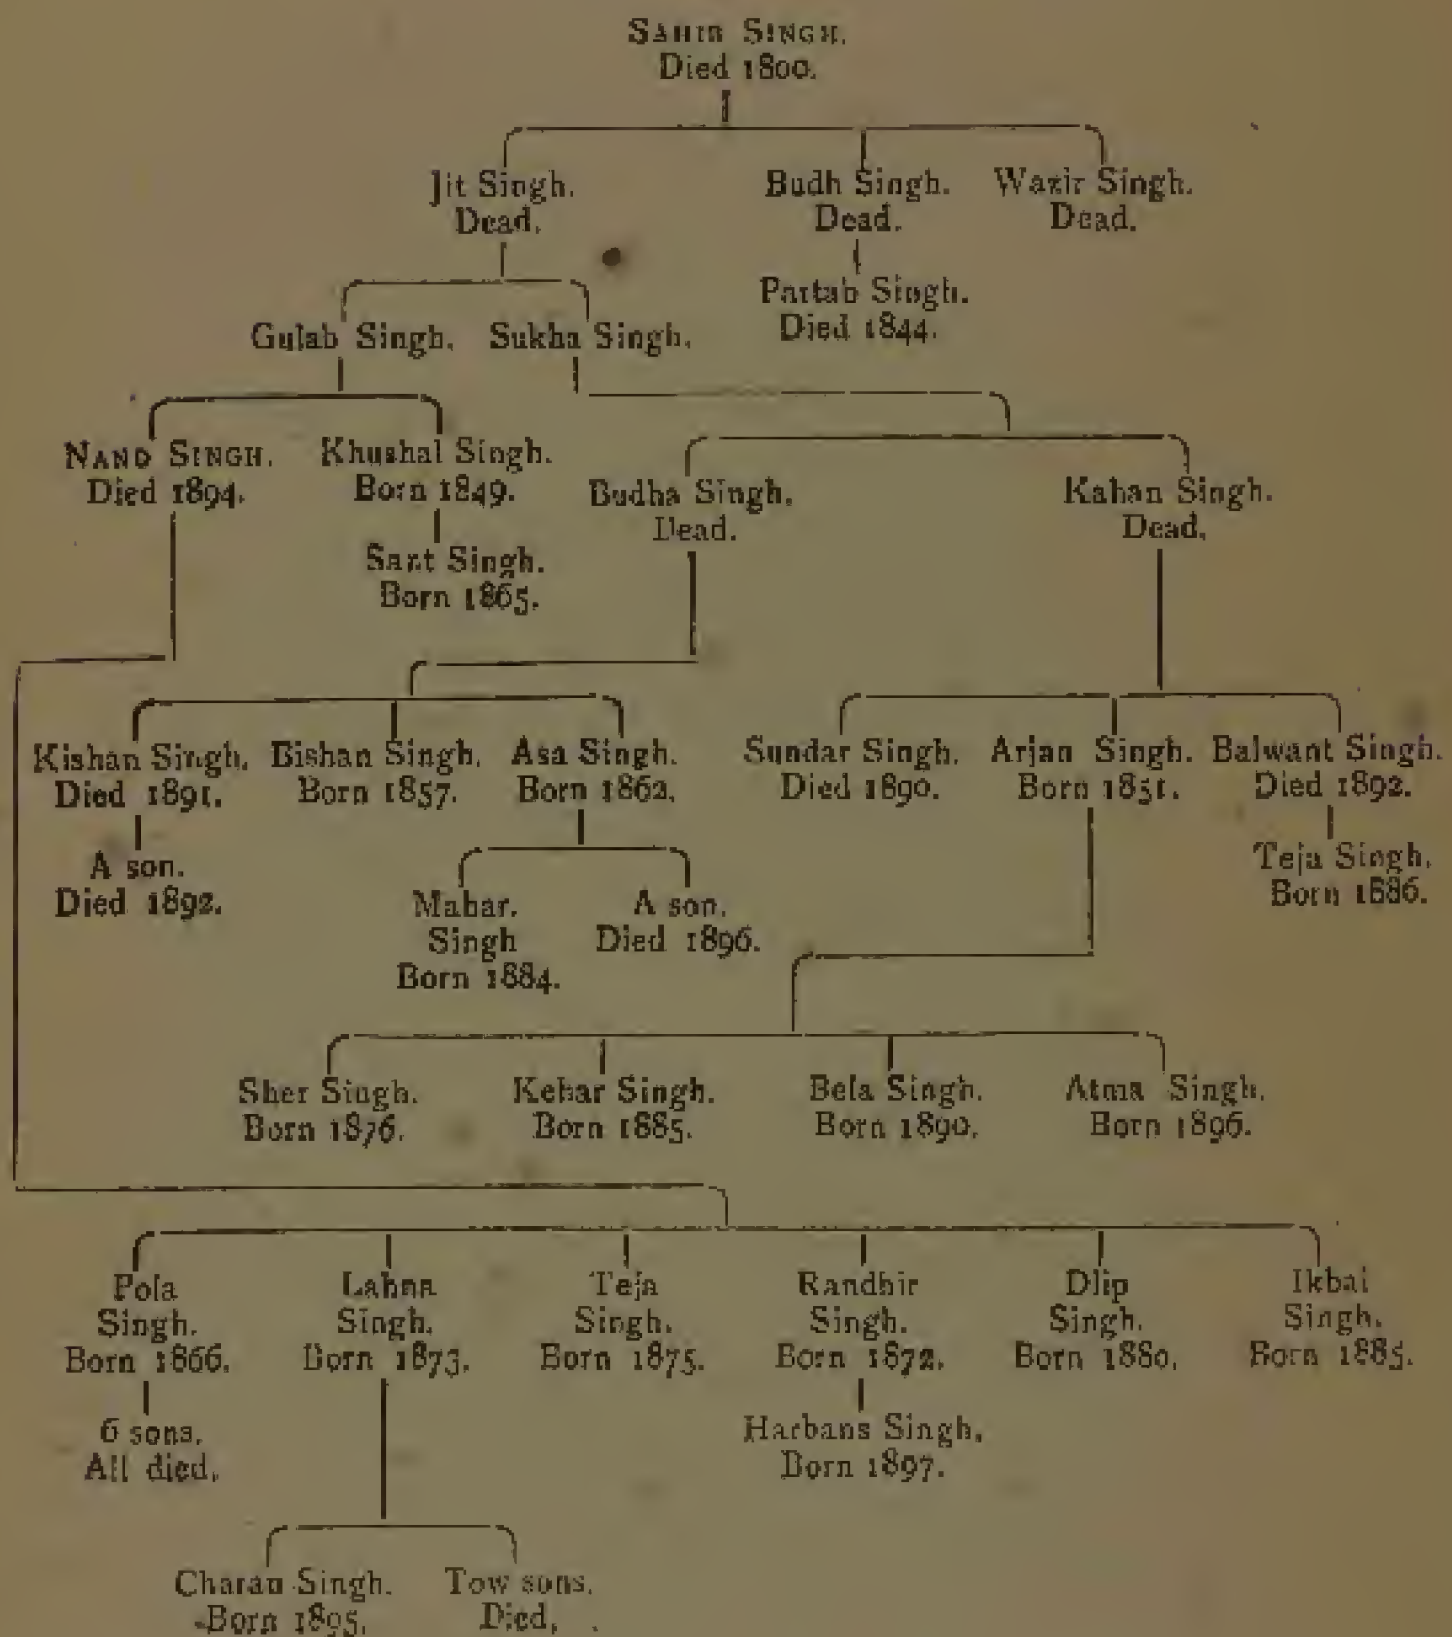 SAHIB SINGH.
Died 1800.
Jit Singh. Budh Singh. Wazir Singh.
Dead. Dead. Dead.
Partab Singh.
Died 1844.
Gulab Singh. Sukha Singh.
NAND SINGH. Khushal Singh.
Died 1894. Born 1849.
Budha Singh. Kahan Singh.
Dead. Dead.
Sant Singh.
Born 1865.
Kishan Singh. Bishan Singh. Asa Singh. Sundar Singh. Arjan Singh. Balwant Singh.
Died 1891. Born 1857. Born 1862. Died 1890. Born 1851. Died 1892.
A son. Teja Singh.
Died 1892. Born 1886.
Mahar. A son.
Singh Died 1896.
Born 1884.
Sher Singh. Kehar Singh. Bela Singh. Atma Singh.
Born 1876. Born 1885. Born 1890. Born 1896.
Pola Lahna Teja Randhir Dlip Ikbal
Singh. Singh. Singh. Singh. Singh. Singh.
Born 1866. Born 1873. Born 1875. Born 1872. Born 1880. Born 1885.
6 sons. Harbans Singh.
All died. Born 1897.
Charan Singh. Tow sons.
Born 1895. Died.